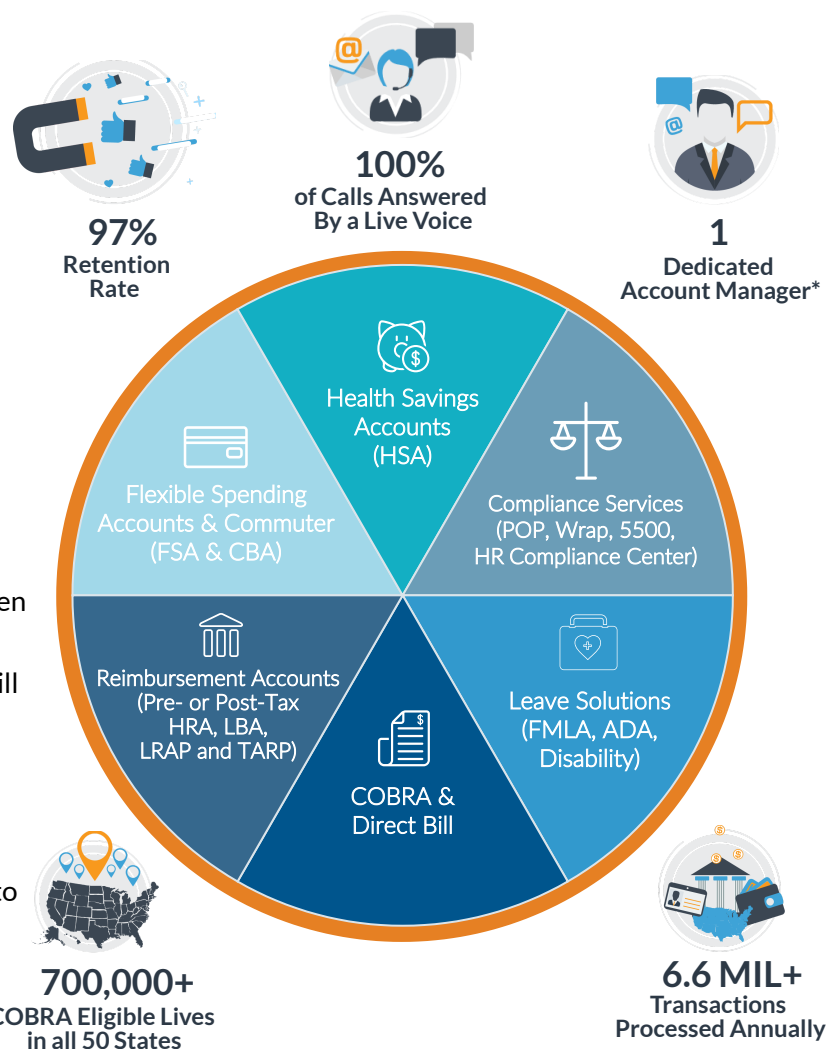 100%
of Calls Answered
By a Live Voice
97%
Retention
Rate
1
Dedicated
Account Manager*
Health Savings
Accounts
(HSA)
Flexible Spending
Accounts & Commuter
(FSA & CBA)
Compliance Services
(POP, Wrap, 5500,
HR Compliance Center)
en
ill
Reimbursement Accounts
(Pre- or Post-Tax
HRA, LBA,
LRAP and TARP)
Leave Solutions
(FMLA, ADA,
Disability)
COBRA &
Direct Bill
to
700,000+
COBRA Eligible Lives
in all 50 States
6.6 MIL+
Transactions
Processed Annually